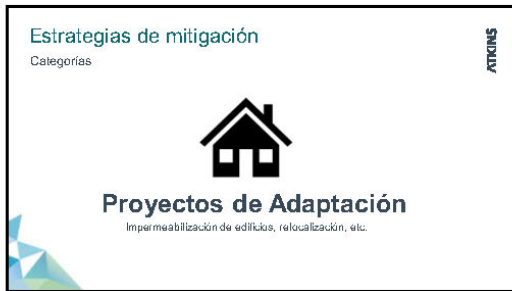 Estrategias de mitigación
Categorías
ATKINS
Proyectos de Adaptación
Impermeabilización de edificios, relocalización, etc.